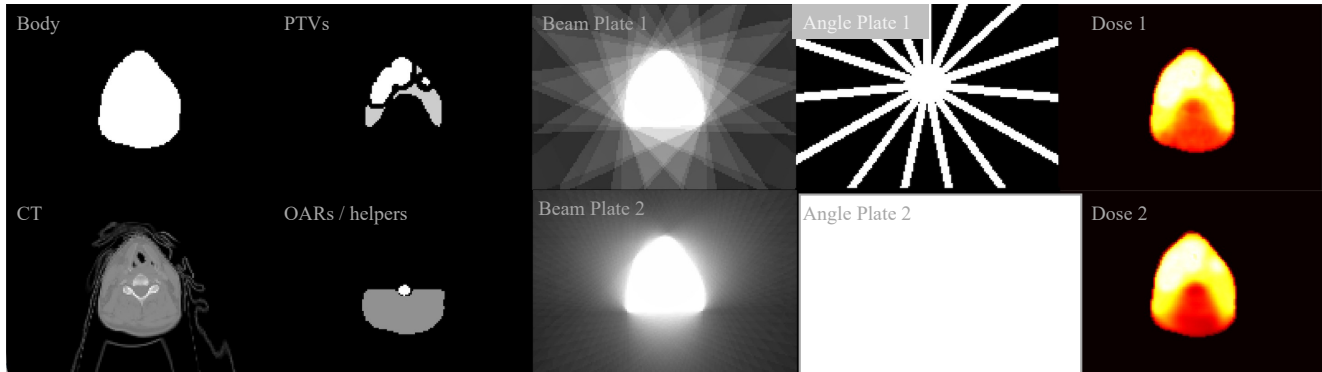 Body
PTVs
Beam Plate 1
Angle Plate 1
Dose 1
CT
OARs / helpers
Beam Plate 2
Angle Plate 2
Dose 2